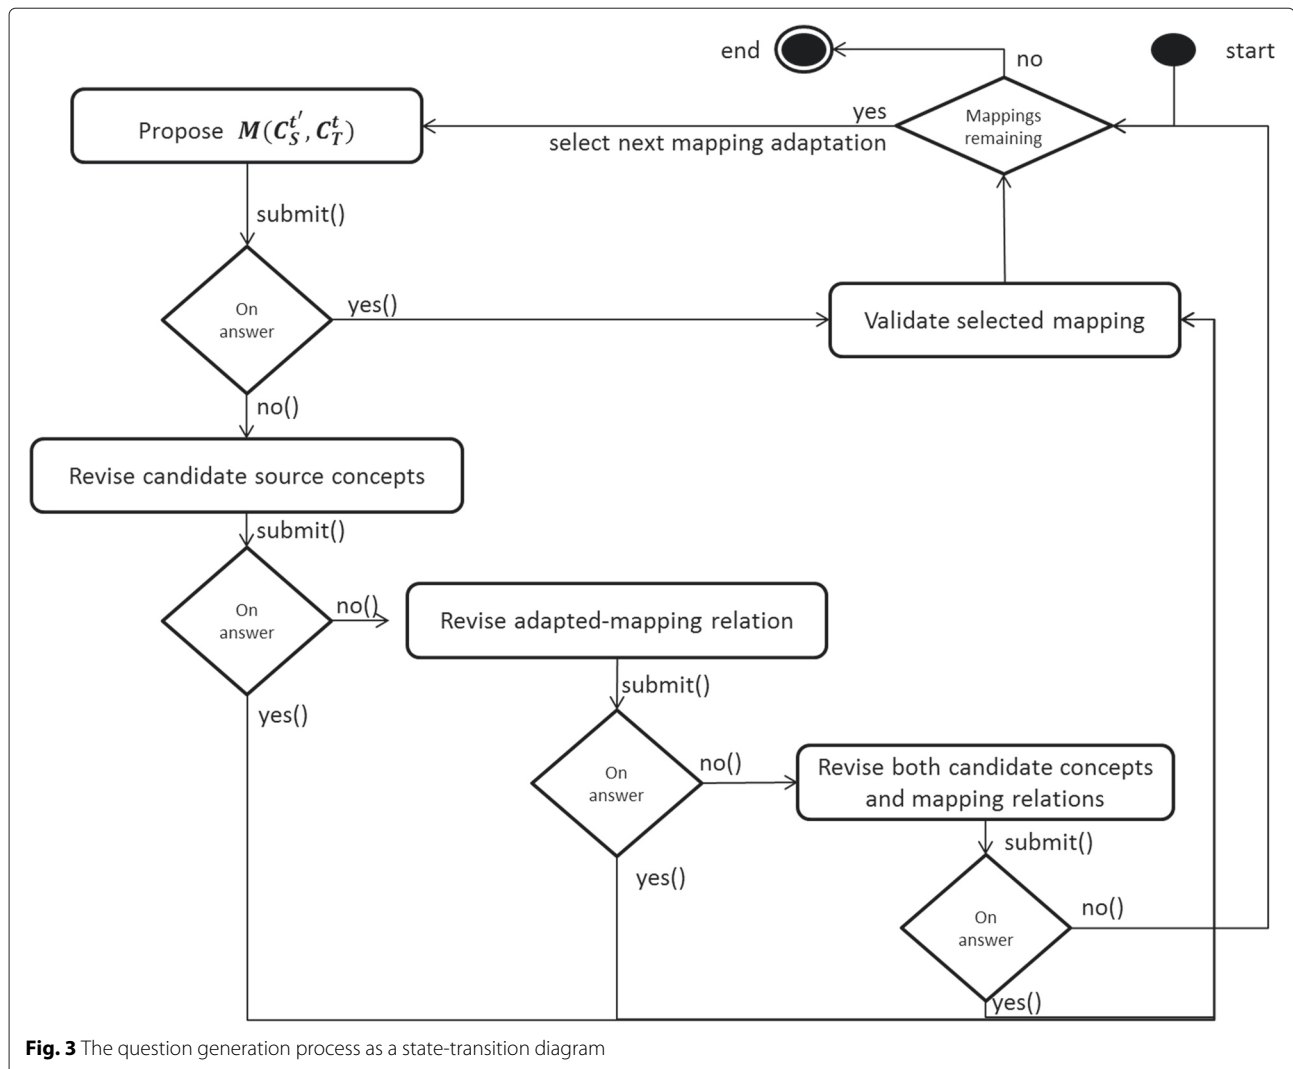 end
no
start
Mappings
remaining
yes
select next mapping adaptation
Propose M(C_S^{t'}, C_T^t)
submit()
On
answer
yes()
Validate selected mapping
no()
Revise candidate source concepts
submit()
On
answer
no()
Revise adapted-mapping relation
yes()
submit()
On
answer
no()
Revise both candidate concepts
and mapping relations
yes()
submit()
On
answer
no()
yes()
Fig. 3 The question generation process as a state-transition diagram